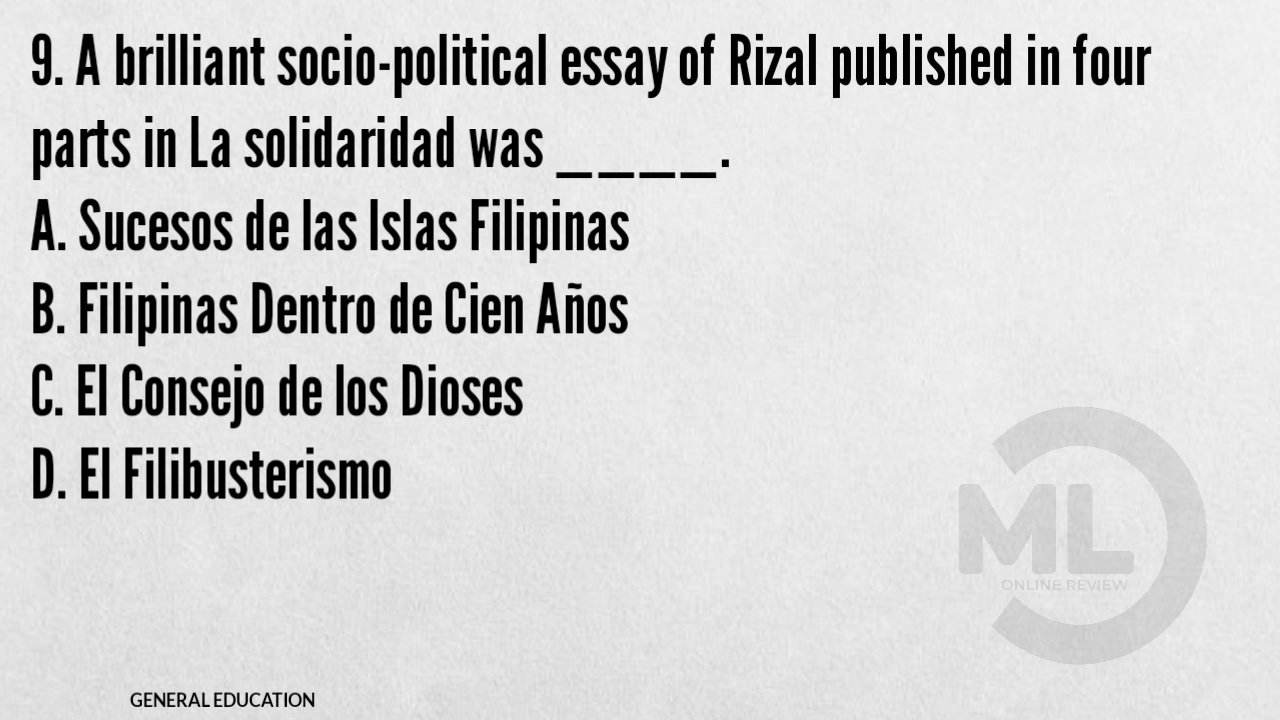 9. A brilliant socio-political essay of Rizal published in four
parts in La solidaridad was _ _ _ _.
A. Sucesos de las Islas Filipinas
B. Filipinas Dentro de Cien Años
C. El Consejo de los Dioses
D. El Filibusterismo
ML
ONLINE REVIEW
GENERAL EDUCATION